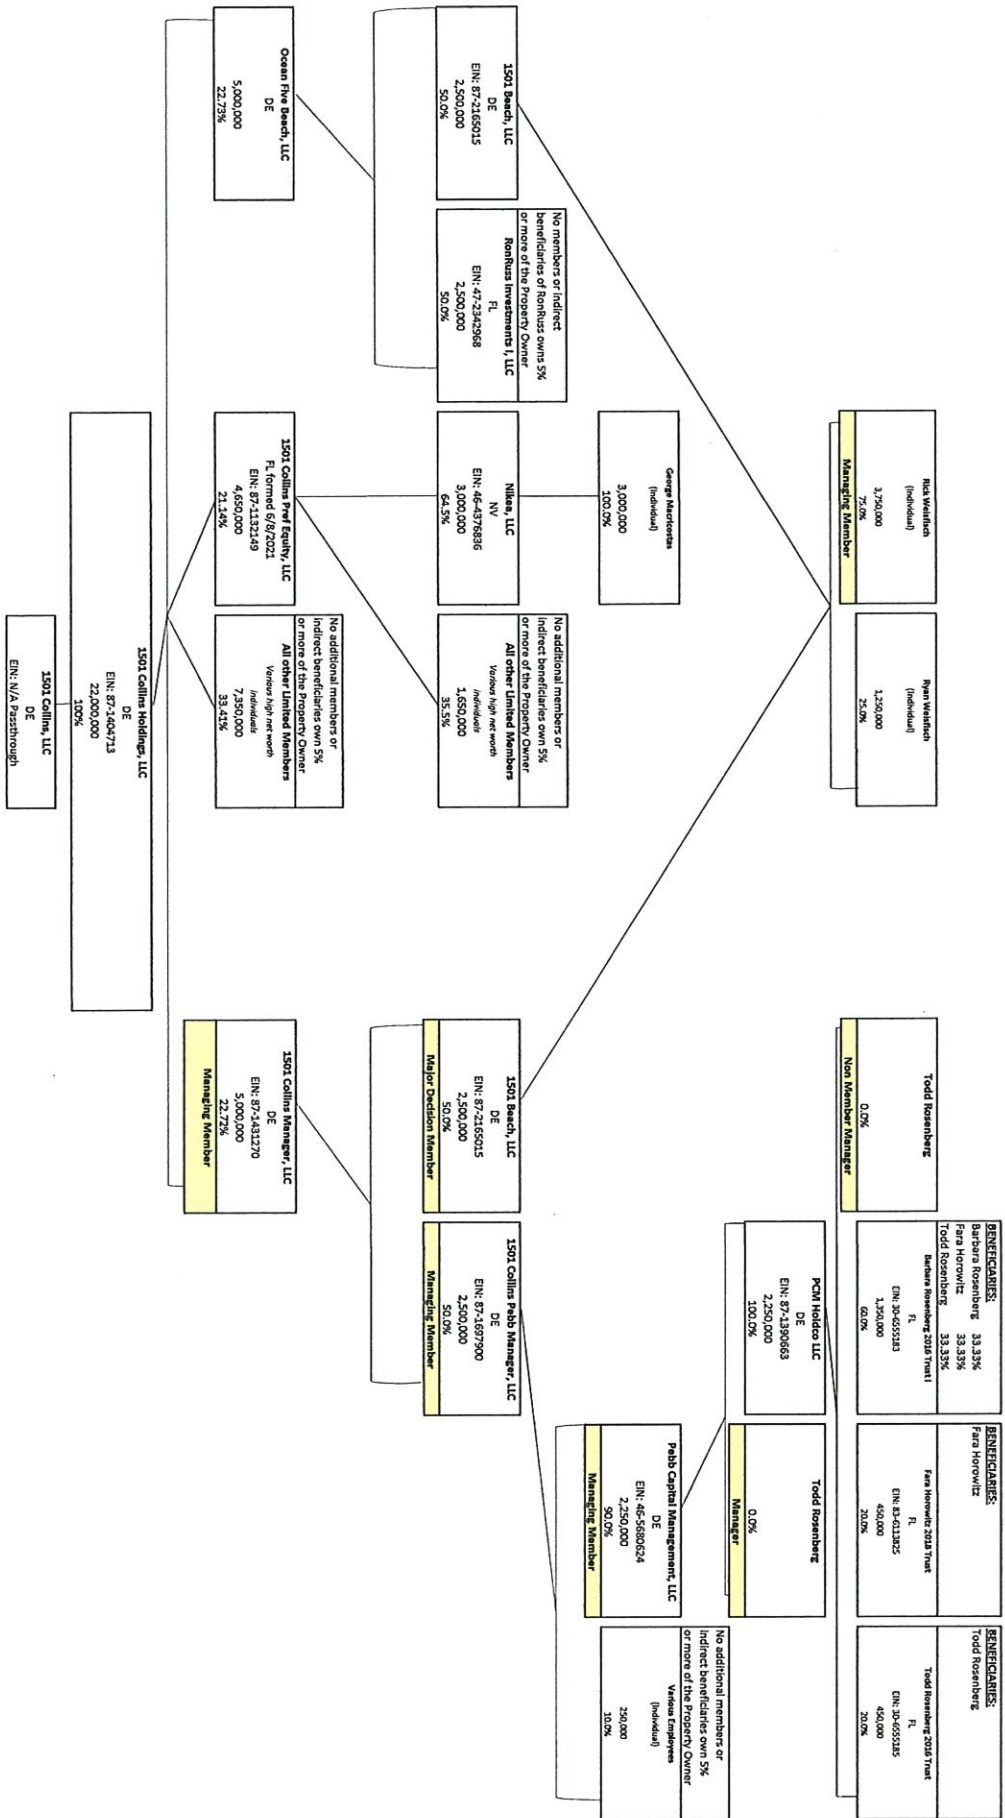 Rick Weisfisch
(Individual)
3,750,000
75.0%
Managing Member
Ryan Weisfisch
(Individual)
1,250,000
25.0%
Todd Rosenberg
0.0%
Non Member Manager
BENEFICIARIES:
Barbara Rosenberg 33.33%
Fara Horowitz 33.33%
Todd Rosenberg 33.33%
Barbara Rosenberg 2016 Trust I
FL
EIN: 30-6555183
1,350,000
60.0%
BENEFICIARIES:
Fara Horowitz
Fara Horowitz 2018 Trust
FL
EIN: 83-6113825
450,000
20.0%
BENEFICIARIES:
Todd Rosenberg
Todd Rosenberg 2016 Trust
FL
EIN: 30-6555185
450,000
20.0%
PCM Holdco LLC
DE
EIN: 87-1390663
2,250,000
100.0%
Todd Rosenberg
0.0%
Manager
George Macricostas
(Individual)
3,000,000
100.0%
Pebb Capital Management, LLC
DE
EIN: 46-5680624
2,250,000
90.0%
Managing Member
No additional members or
indirect beneficiaries own 5%
or more of the Property Owner
Various Employees
(Individual)
250,000
10.0%
1501 Beach, LLC
DE
EIN: 87-2165015
2,500,000
50.0%
No members or indirect
beneficiaries of RonRuss owns 5%
or more of the Property Owner
RonRuss Investments I, LLC
FL
EIN: 47-2342968
2,500,000
50.0%
Nikea, LLC
NV
EIN: 46-4376836
3,000,000
64.5%
No additional members or
indirect beneficiaries own 5%
or more of the Property Owner
All other Limited Members
Various high net worth
individuals
1,650,000
35.5%
1501 Beach, LLC
DE
EIN: 87-2165015
2,500,000
50.0%
Major Decision Member
1501 Collins Pebb Manager, LLC
DE
EIN: 87-1697900
2,500,000
50.0%
Managing Member
Ocean Five Beach, LLC
DE
5,000,000
22.73%
1501 Collins Pref Equity, LLC
FL formed 6/8/2021
EIN: 87-1132149
4,650,000
21.14%
No additional members or
indirect beneficiaries own 5%
or more of the Property Owner
All other Limited Members
Various high net worth
individuals
7,350,000
33.41%
1501 Collins Manager, LLC
DE
EIN: 87-1431270
5,000,000
22.72%
Managing Member
1501 Collins Holdings, LLC
DE
EIN: 87-1404713
22,000,000
100%
1501 Collins, LLC
DE
EIN: N/A Passthrough